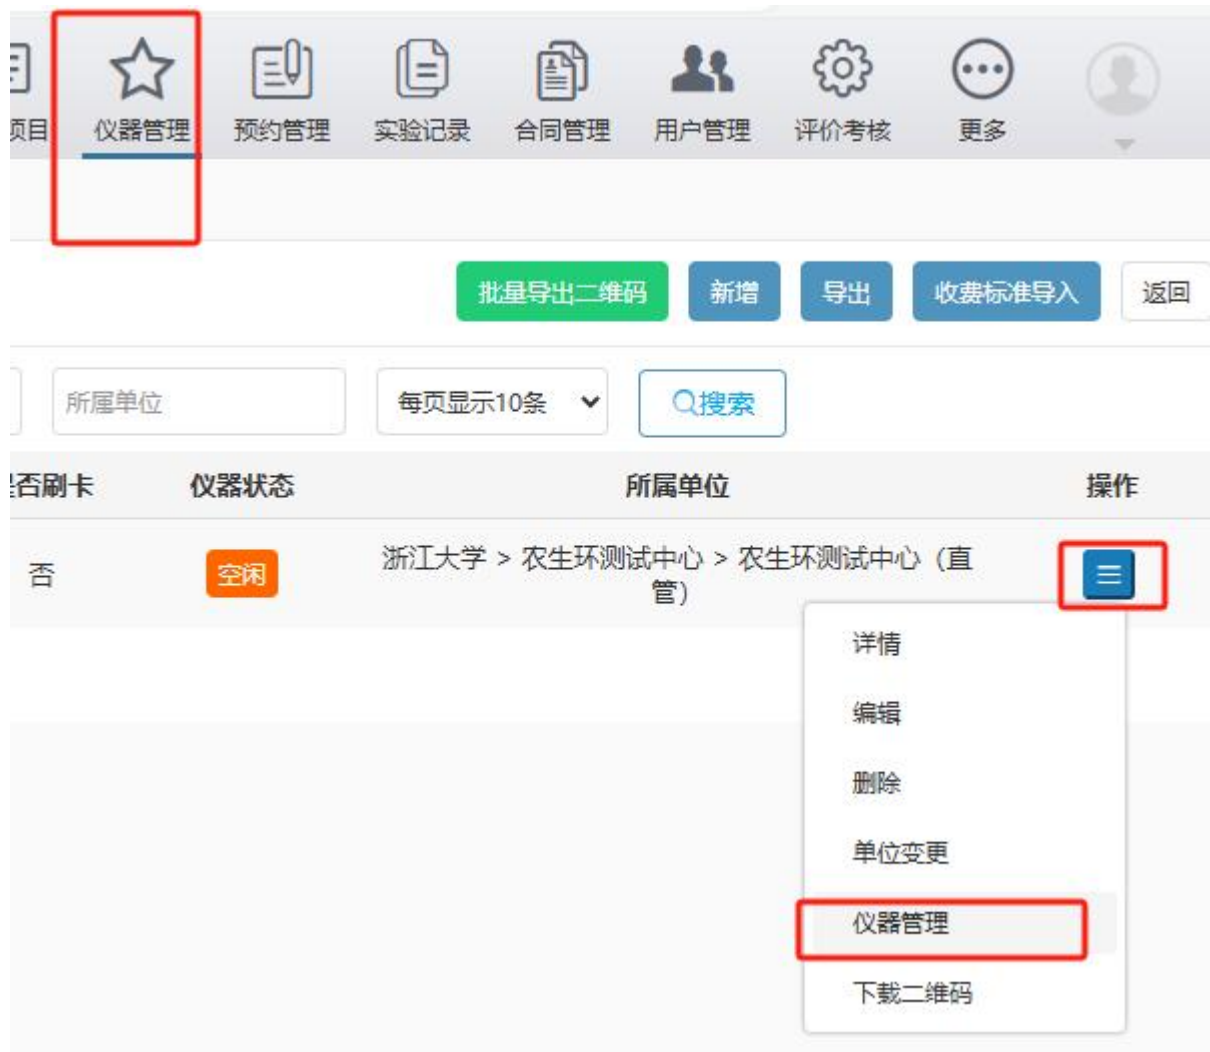 项目
仪器管理
预约管理
实验记录
合同管理
用户管理
评价考核
更多
批量导出二维码
新增
导出
收费标准导入
返回
所属单位
每页显示10条
搜索
是否刷卡
仪器状态
所属单位
操作
否
空闲
浙江大学 > 农生环测试中心 > 农生环测试中心（直
管）
详情
编辑
删除
单位变更
仪器管理
下载二维码